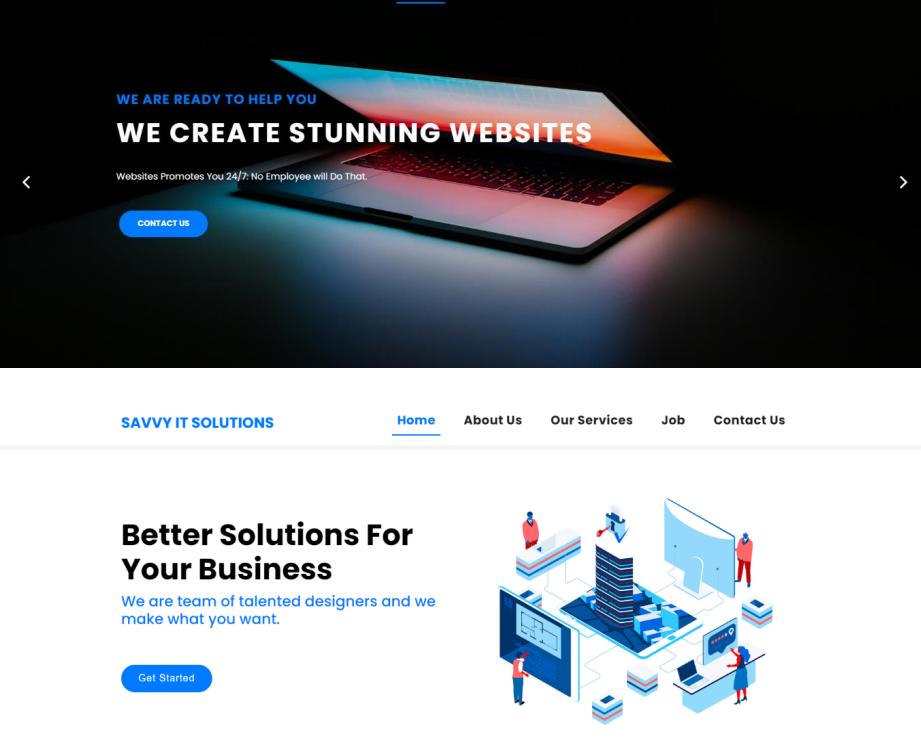 WE ARE READY TO HELP YOU
WE CREATE STUNNING WEBSITES
Websites Promotes You 24/7: No Employee will Do That.
CONTACT US
SAVVY IT SOLUTIONS
Home
About Us
Our Services
Job
Contact Us
Better Solutions For
Your Business
We are team of talented designers and we
make what you want.
Get Started